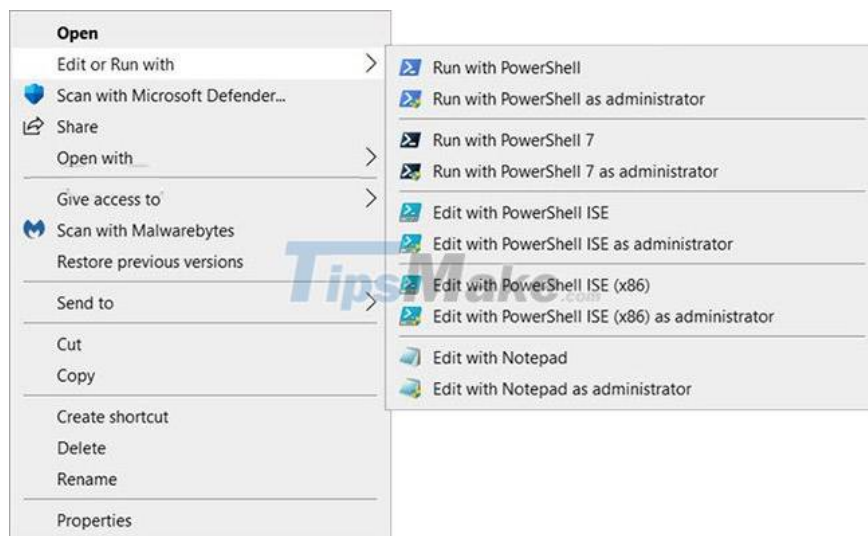 Open
Edit or Run with
Scan with Microsoft Defender...
Share
Open with
Give access to
Scan with Malwarebytes
Restore previous versions
Send to
Cut
Copy
Create shortcut
Delete
Rename
Properties
Run with PowerShell
Run with PowerShell as administrator
Run with PowerShell 7
Run with PowerShell 7 as administrator
Edit with PowerShell ISE
Edit with PowerShell ISE as administrator
Edit with PowerShell ISE (x86)
Edit with PowerShell ISE (x86) as administrator
Edit with Notepad
Edit with Notepad as administrator
TipsMake.com